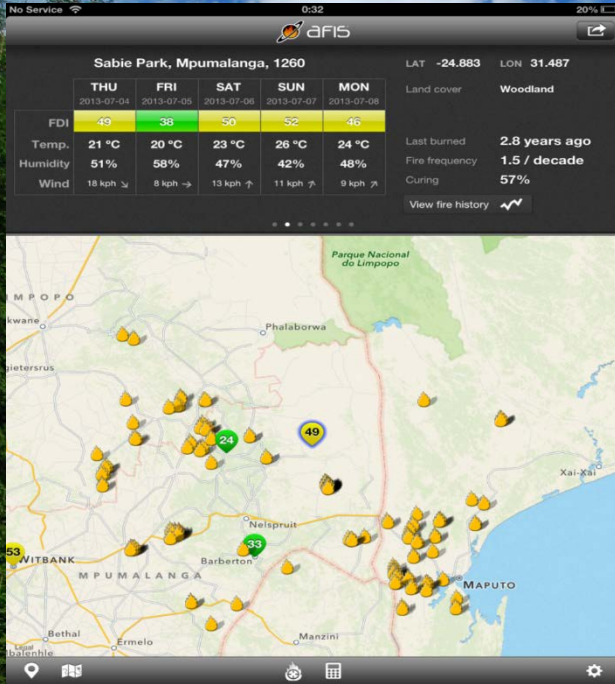 No Service 0:32 20%
AFIS
Sabie Park, Mpumalanga, 1260
LAT -24.883 LON 31.487
Land cover Woodland
THU FRI SAT SUN MON
2013-07-04 2013-07-05 2013-07-06 2013-07-07 2013-07-08
FDI 49 38 50 52 46
Temp. 21 °C 20 °C 23 °C 26 °C 24 °C
Humidity 51% 58% 47% 42% 48%
Wind 18 kph 8 kph 13 kph 11 kph 9 kph
Last burned 2.8 years ago
Fire frequency 1.5 / decade
Curing 57%
View fire history
Parque Nacional
do Limpopo
IMPOPO
kwane
Phalaborwa
gietersrus
49
24
Xai-Xai
Nelspruit
53
33
WITBANK
Barberton
MPUMALANGA
MAPUTO
Bethal
Ermelo
Manzini
Legal
mbalenhle